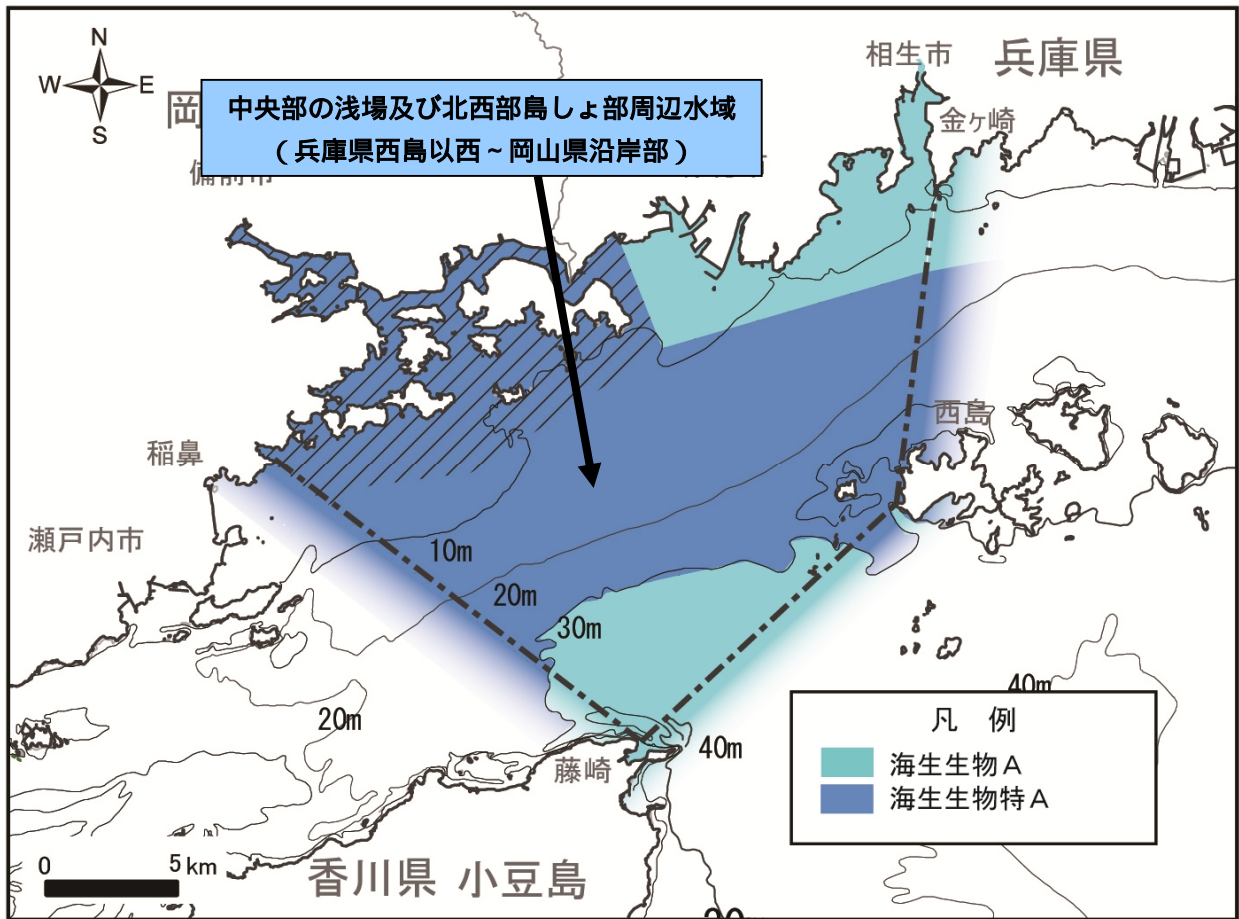 N
W E
S
相生市
兵庫県
岡
中央部の浅場及び北西部島しょ部周辺水域
(兵庫県西島以西~岡山県沿岸部)
金ヶ崎
備前市
西島
稲鼻
瀬戸内市
10m
20m
30m
20m
40m
40m
藤崎
凡 例
海生生物A
海生生物特A
0 5 km
香川県 小豆島